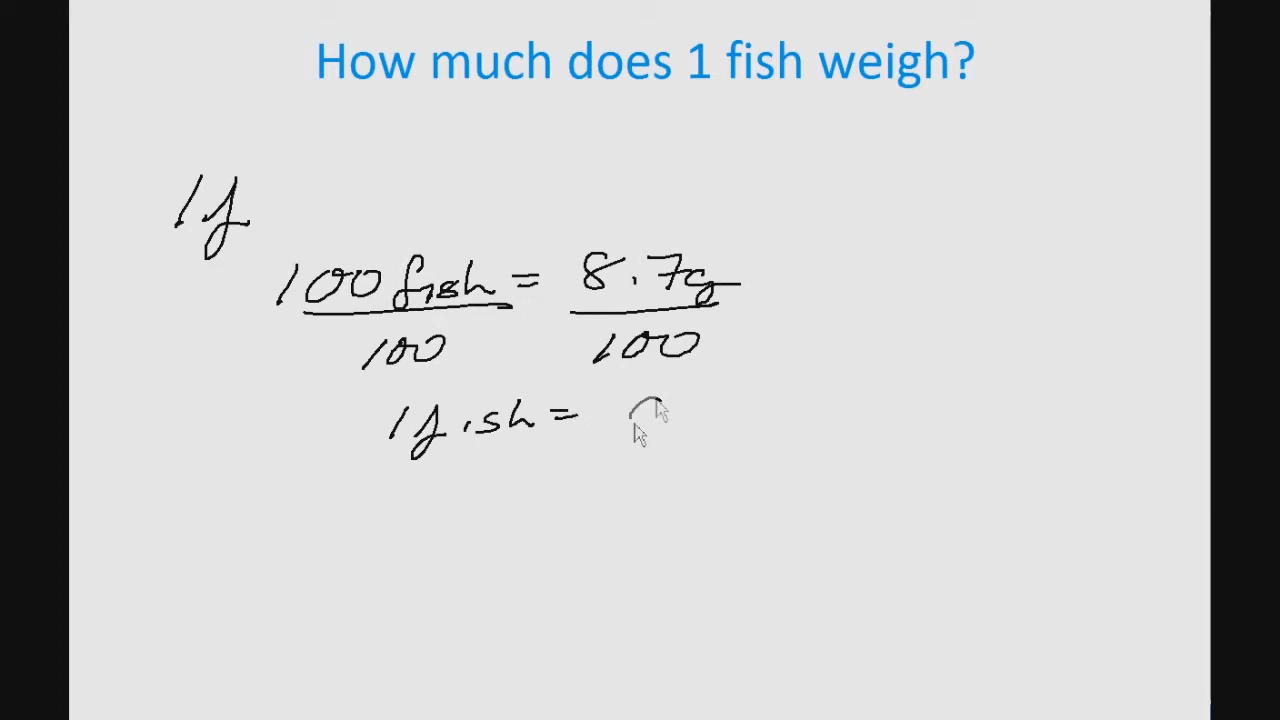 How much does 1 fish weigh?
1f
100 fish = 8.7g
100 100
1 fish =